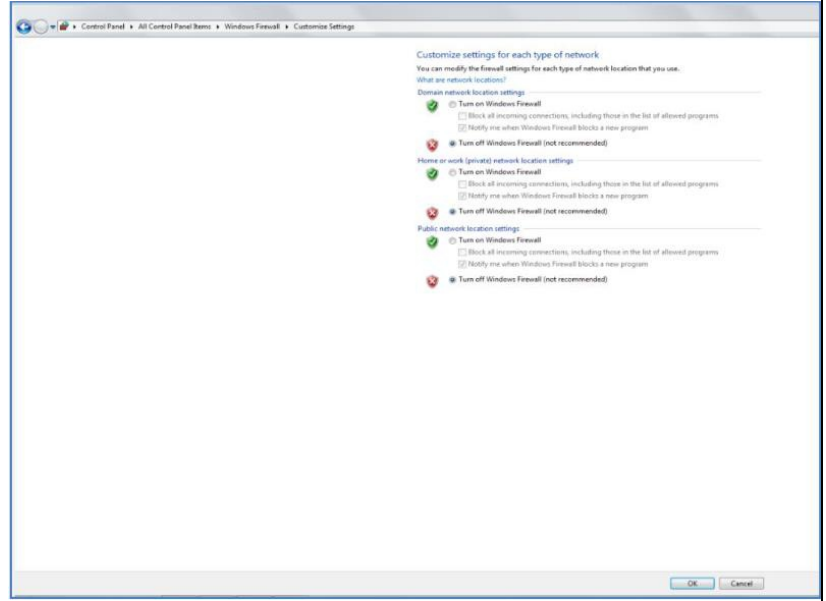 Control Panel ▸ All Control Panel Items ▸ Windows Firewall ▸ Customize Settings
Customize settings for each type of network
You can modify the firewall settings for each type of network location that you use.
What are network locations?
Domain network location settings
Turn on Windows Firewall
Block all incoming connections, including those in the list of allowed programs
Notify me when Windows Firewall blocks a new program
Turn off Windows Firewall (not recommended)
Home or work (private) network location settings
Turn on Windows Firewall
Block all incoming connections, including those in the list of allowed programs
Notify me when Windows Firewall blocks a new program
Turn off Windows Firewall (not recommended)
Public network location settings
Turn on Windows Firewall
Block all incoming connections, including those in the list of allowed programs
Notify me when Windows Firewall blocks a new program
Turn off Windows Firewall (not recommended)
OK Cancel